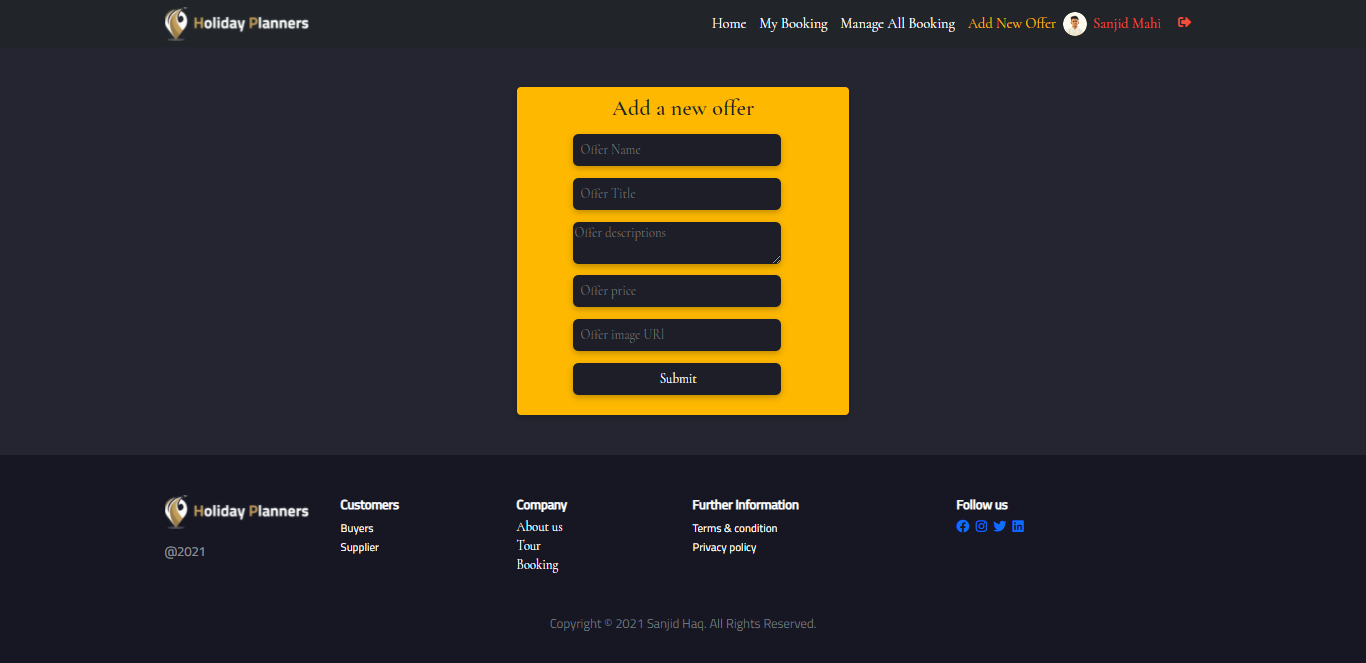 Holiday Planners
Home My Booking Manage All Booking Add New Offer Sanjid Mahi
Add a new offer
Offer Name
Offer Title
Offer descriptions
Offer price
Offer image URl
Submit
Holiday Planners
@2021
Customers
Buyers
Supplier
Company
About us
Tour
Booking
Further Information
Terms & condition
Privacy policy
Follow us
Copyright © 2021 Sanjid Haq. All Rights Reserved.